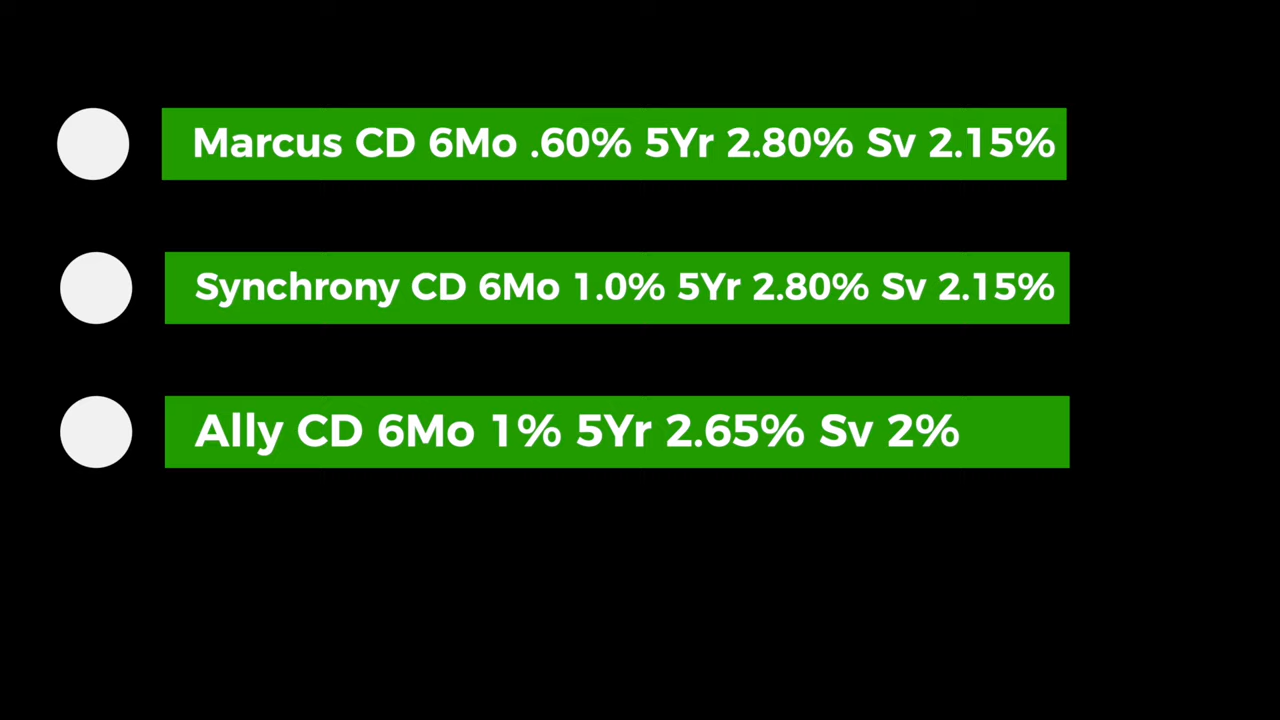 Marcus CD 6Mo .60% 5Yr 2.80% Sv 2.15%
Synchrony CD 6Mo 1.0% 5Yr 2.80% Sv 2.15%
Ally CD 6Mo 1% 5Yr 2.65% Sv 2%